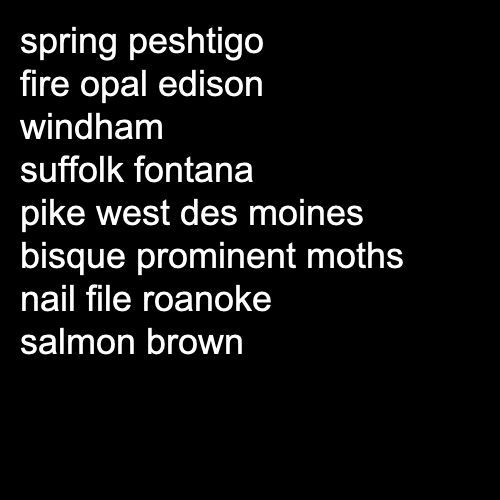 spring peshtigo
fire opal edison
windham
suffolk fontana
pike west des moines
bisque prominent moths
nail file roanoke
salmon brown